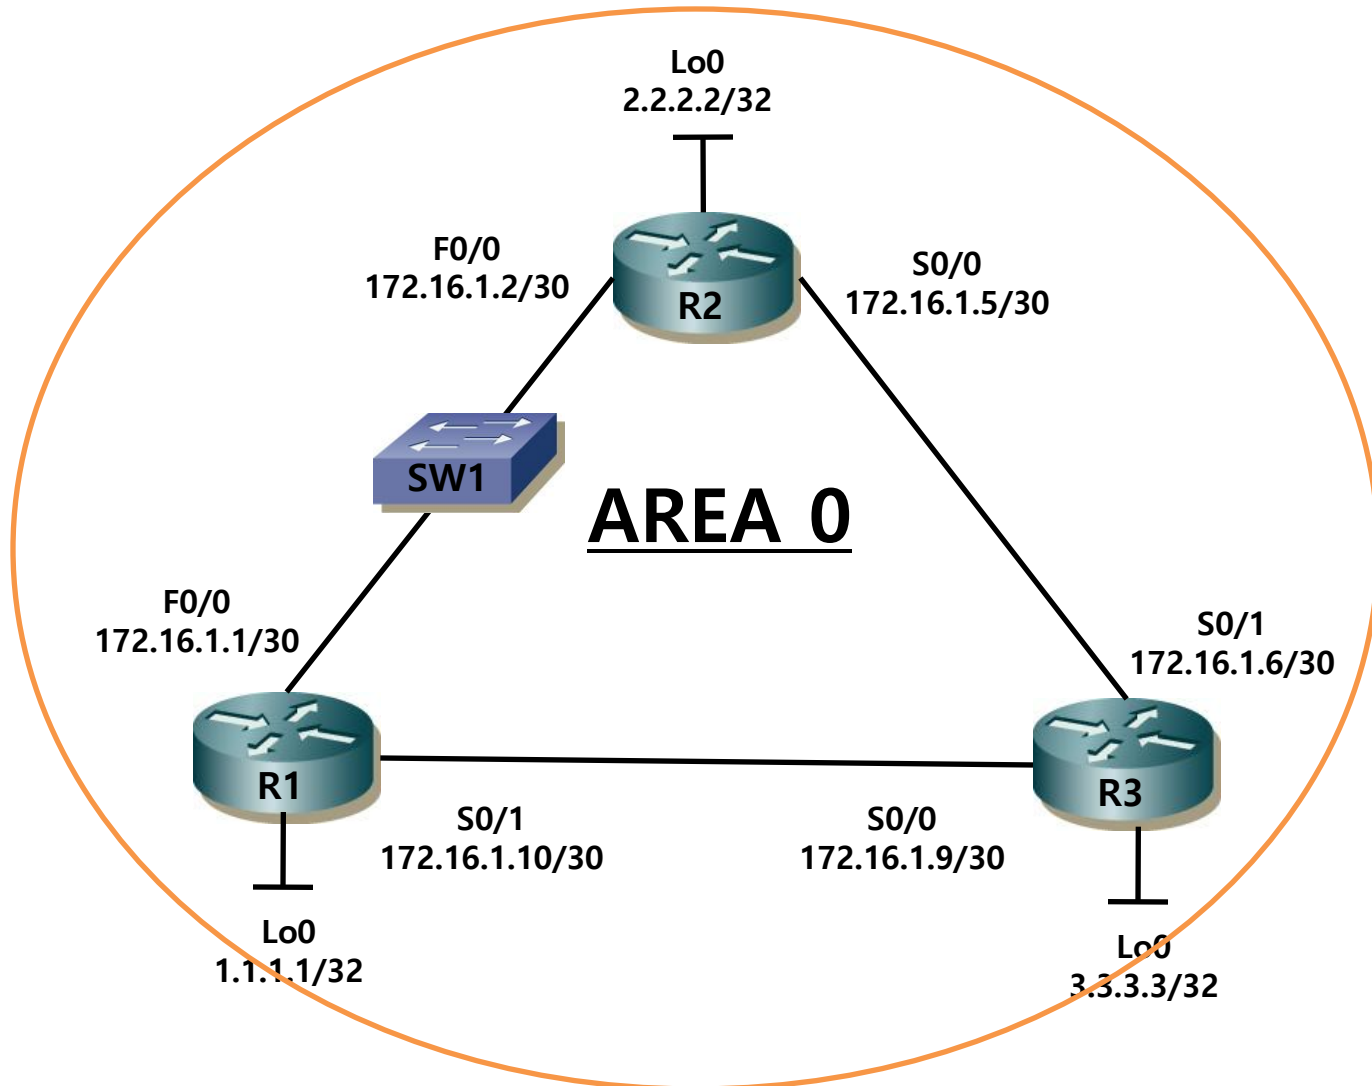 Lo0
2.2.2.2/32
F0/0
172.16.1.2/30
S0/0
172.16.1.5/30
R2
SW1
AREA 0
F0/0
172.16.1.1/30
S0/1
172.16.1.6/30
R1
R3
S0/1
172.16.1.10/30
S0/0
172.16.1.9/30
Lo0
1.1.1.1/32
Lo0
3.3.3.3/32